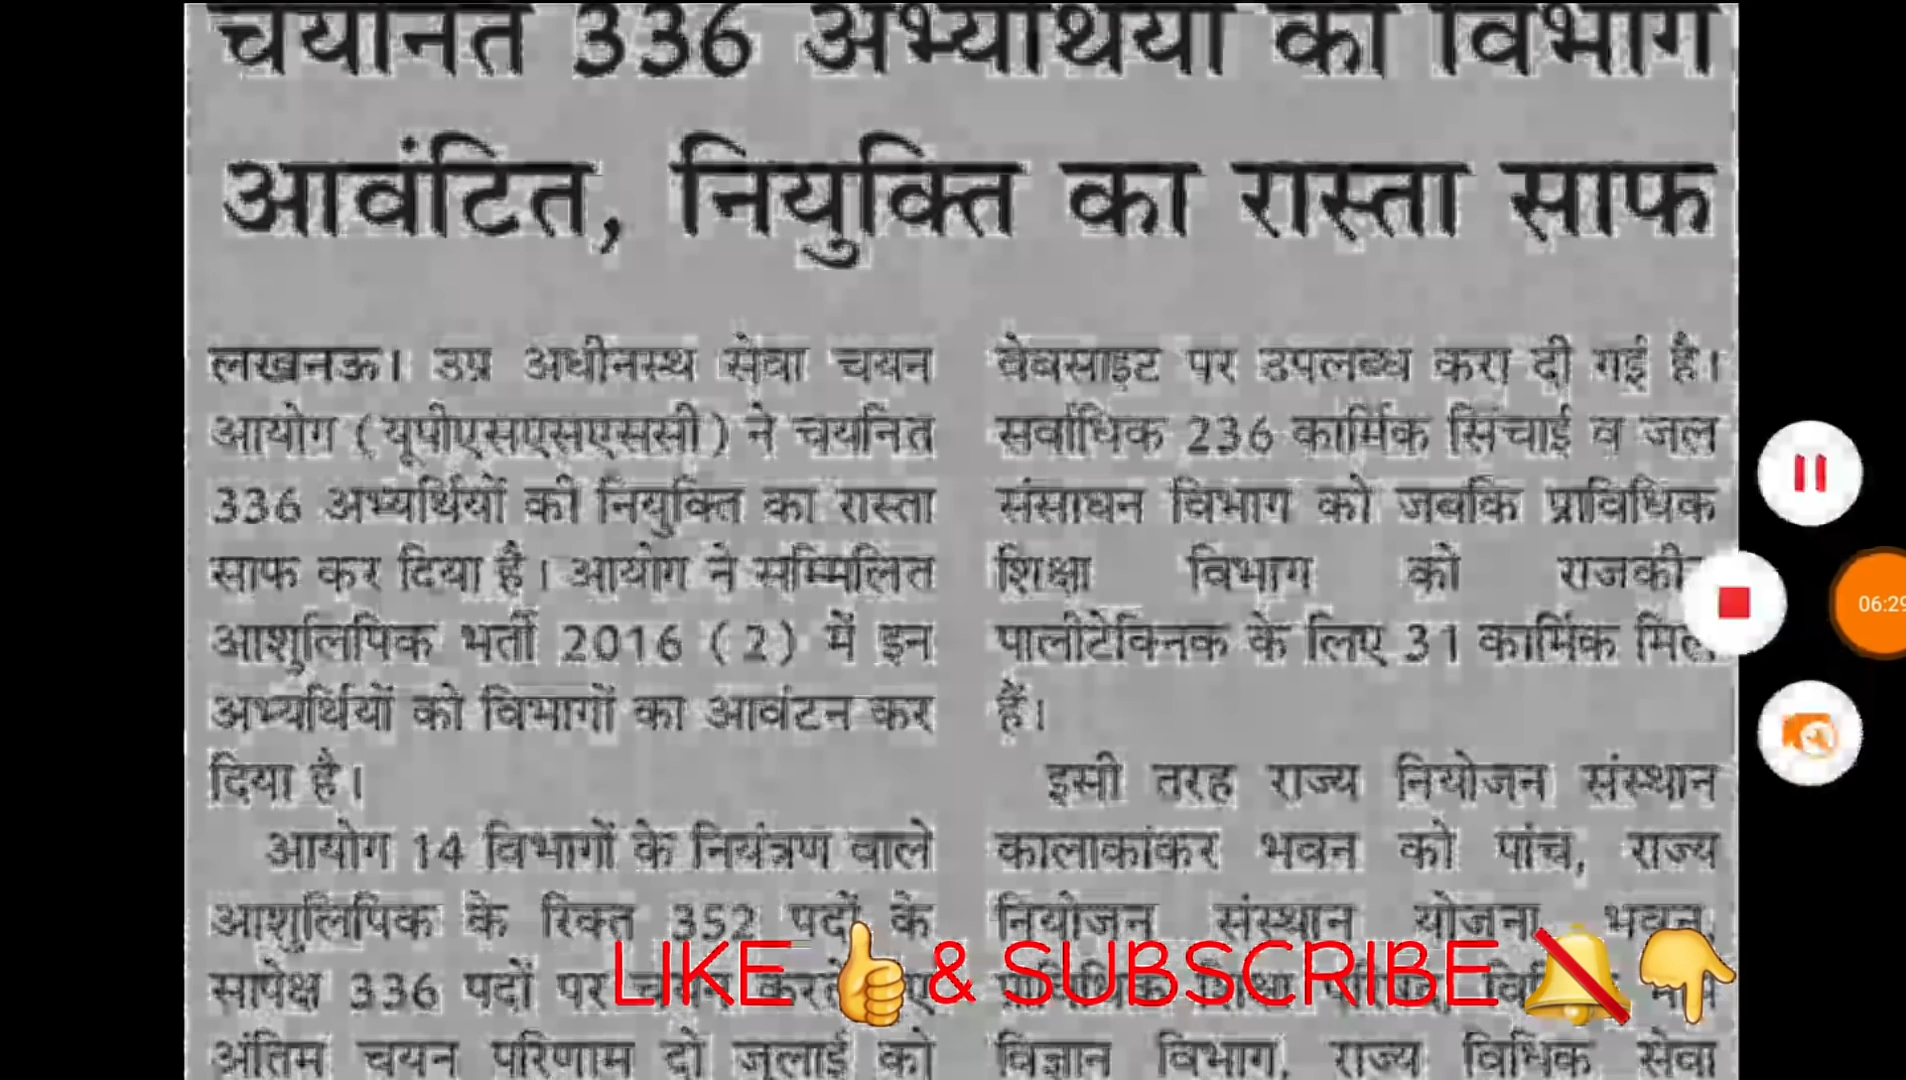 चयनित 336 अभ्यर्थियों को विभाग
आवंटित, नियुक्ति का रास्ता साफ
लखनऊ। उप्र अधीनस्थ सेवा चयन
आयोग (यूपीएसएसएससी) ने चयनित
336 अभ्यर्थियों की नियुक्ति का रास्ता
साफ कर दिया है। आयोग ने सम्मिलित
आशुलिपिक भर्ती 2016 (2) में इन
अभ्यर्थियों को विभागों का आवंटन कर
दिया है।
आयोग 14 विभागों के नियंत्रण वाले
आशुलिपिक के रिक्त 352 पदों के
सापेक्ष 336 पदों पर
अंतिम चयन परिणाम दो जुलाई को
वेबसाइट पर उपलब्ध करा दी गई है।
सर्वाधिक 236 कार्मिक सिंचाई व जल
संसाधन विभाग को जबकि प्राविधिक
शिक्षा विभाग को
पालीटेक्निक के लिए 31 कार्मिक
हैं।
इसी तरह राज्य नियोजन संस्थान
कालाकांकर भवन को पांच, राज्य
नियोजन संस्थान योजना भवन,
विज्ञान विभाग, राज्य विधिक सेवा
LIKE 👍 & SUBSCRIBE
06:29